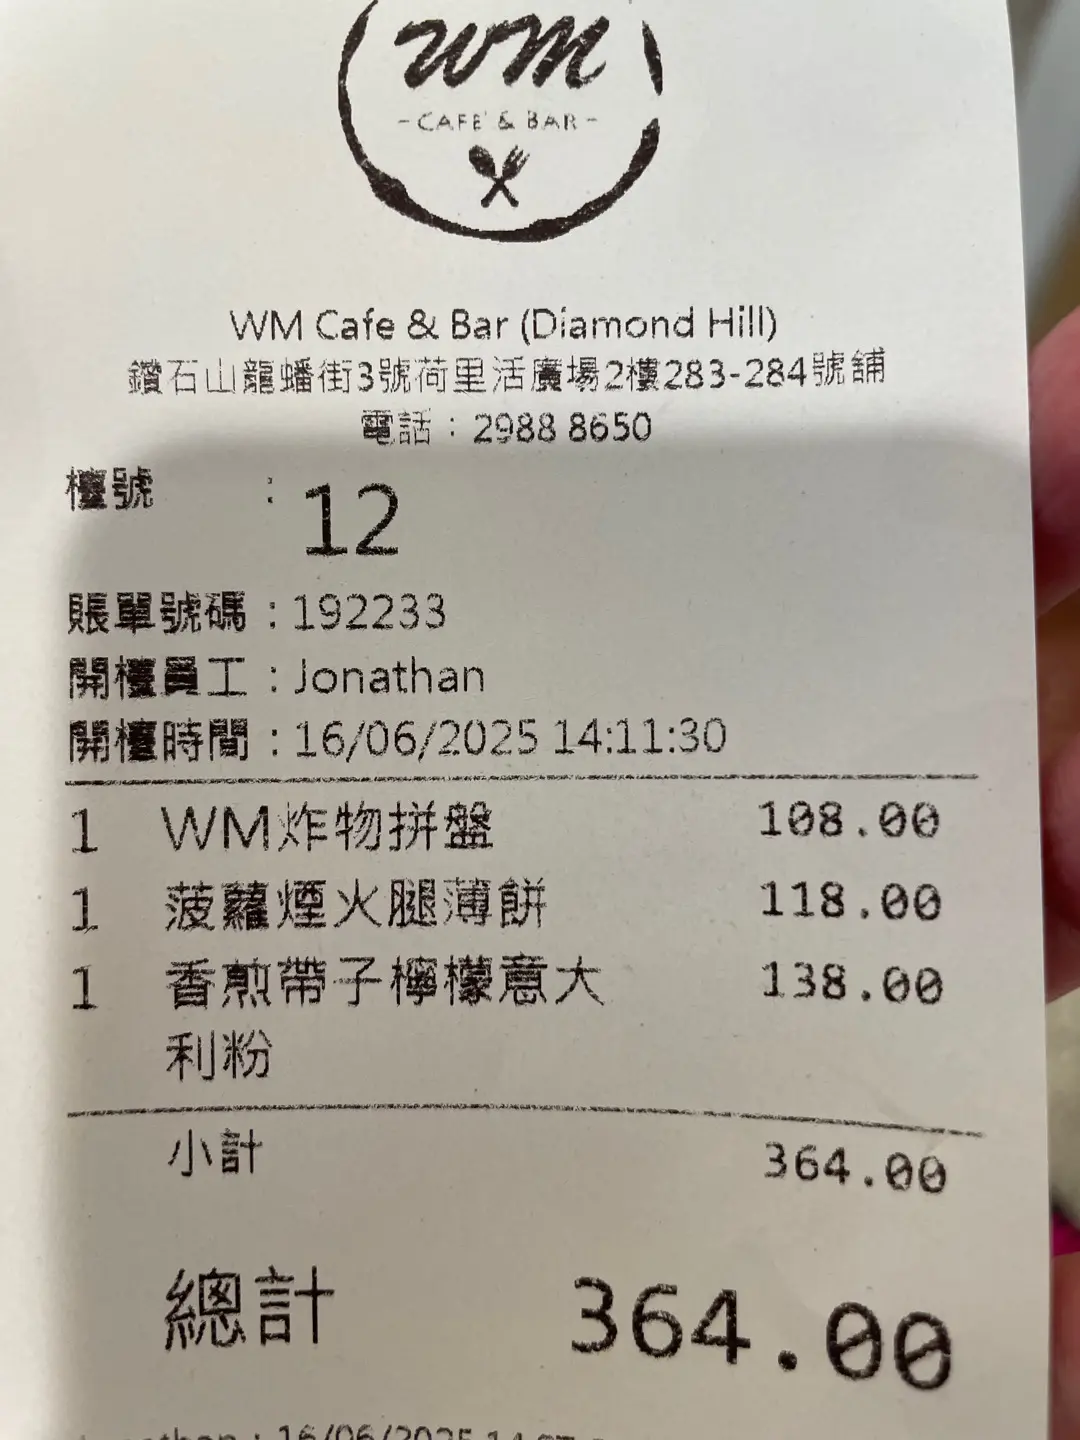 WM
-CAFE & BAR-
WM Cafe & Bar (Diamond Hill)
鑽石山龍蟠街3號荷里活廣場2樓283-284號舖
電話：2988 8650
檯號 : 12
賬單號碼 : 192233
開檯員工 : Jonathan
開檯時間 : 16/06/2025 14:11:30
1 WM炸物拼盤 108.00
1 菠蘿煙火腿薄餅 118.00
1 香煎帶子檸檬意大 138.00
利粉
小計 364.00
總計 364.00
Jonathan : 16/06/2025